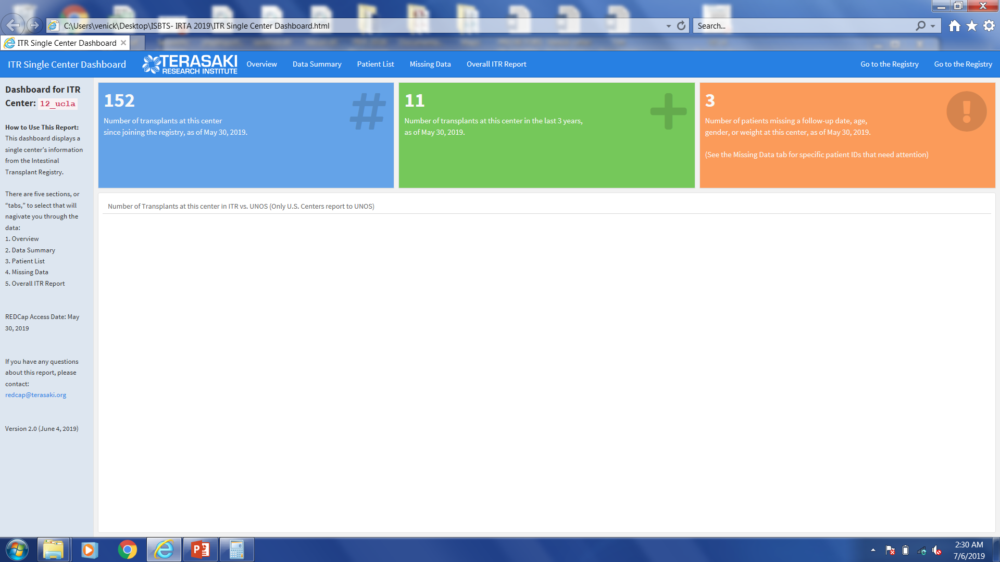 C:\Users\venick\Desktop\ISBTS- IRTA 2019\ITR Single Center Dashboard.html
Search...
ITR Single Center Dashboard
ITR Single Center Dashboard
TERASAKI
RESEARCH INSTITUTE
Overview
Data Summary
Patient List
Missing Data
Overall ITR Report
Go to the Registry
Go to the Registry
Dashboard for ITR
Center: 12_ucla
How to Use This Report:
This dashboard displays a
single center's information
from the Intestinal
Transplant Registry.
There are five sections, or
“tabs,” to select that will
nagivate you through the
data:
1. Overview
2. Data Summary
3. Patient List
4. Missing Data
5. Overall ITR Report
REDCap Access Date: May
30, 2019
If you have any questions
about this report, please
contact:
redcap@terasaki.org
Version 2.0 (June 4, 2019)
152
Number of transplants at this center
since joining the registry, as of May 30, 2019.
11
Number of transplants at this center in the last 3 years,
as of May 30, 2019.
3
Number of patients missing a follow-up date, age,
gender, or weight at this center, as of May 30, 2019.
(See the Missing Data tab for specific patient IDs that need attention)
Number of Transplants at this center in ITR vs. UNOS (Only U.S. Centers report to UNOS)
2:30 AM
7/6/2019